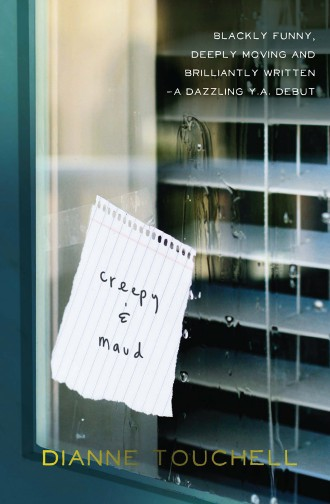 BLACKLY FUNNY,
DEEPLY MOVING AND
BRILLIANTLY WRITTEN
–A DAZZLING Y.A. DEBUT
creepy
&
maud
DIANNE TOUCHELL